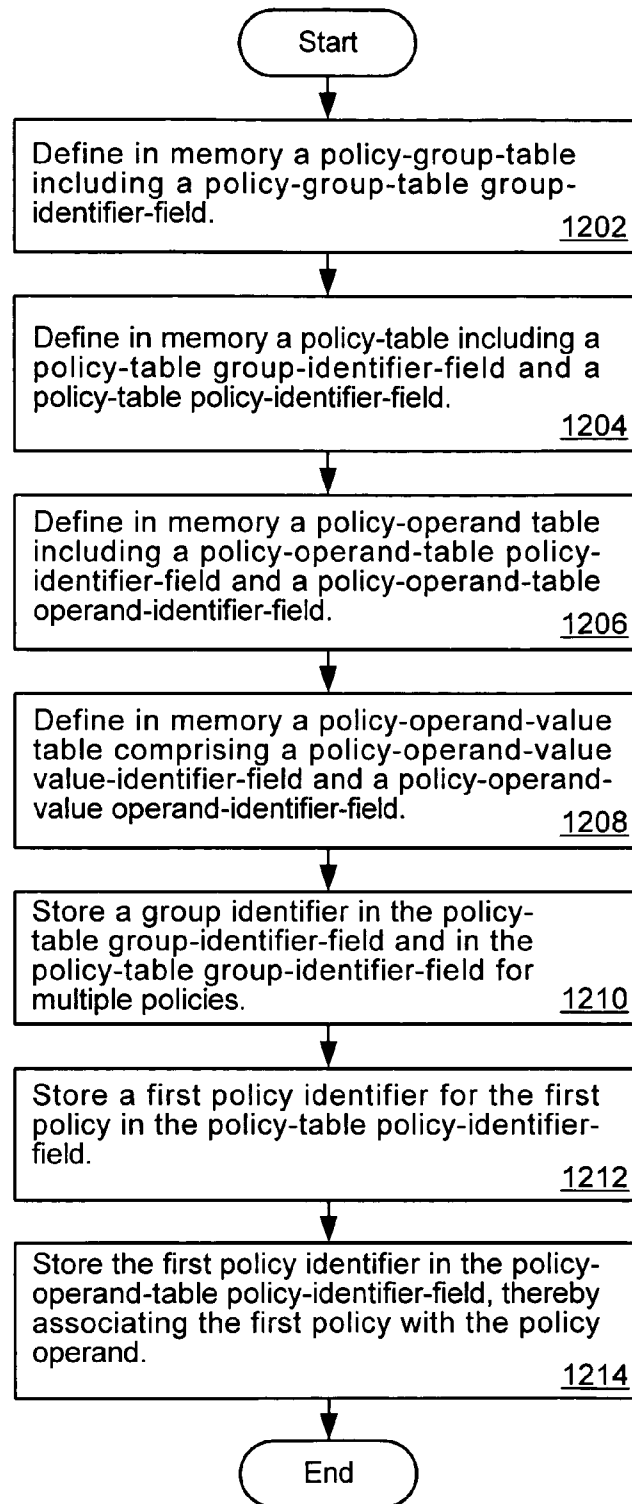 Start
Define in memory a policy-group-table
including a policy-group-table group-
identifier-field.
1202
Define in memory a policy-table including a
policy-table group-identifier-field and a
policy-table policy-identifier-field.
1204
Define in memory a policy-operand table
including a policy-operand-table policy-
identifier-field and a policy-operand-table
operand-identifier-field.
1206
Define in memory a policy-operand-value
table comprising a policy-operand-value
value-identifier-field and a policy-operand-
value operand-identifier-field.
1208
Store a group identifier in the policy-
table group-identifier-field and in the
policy-table group-identifier-field for
multiple policies.
1210
Store a first policy identifier for the first
policy in the policy-table policy-identifier-
field.
1212
Store the first policy identifier in the policy-
operand-table policy-identifier-field, thereby
associating the first policy with the policy
operand.
1214
End